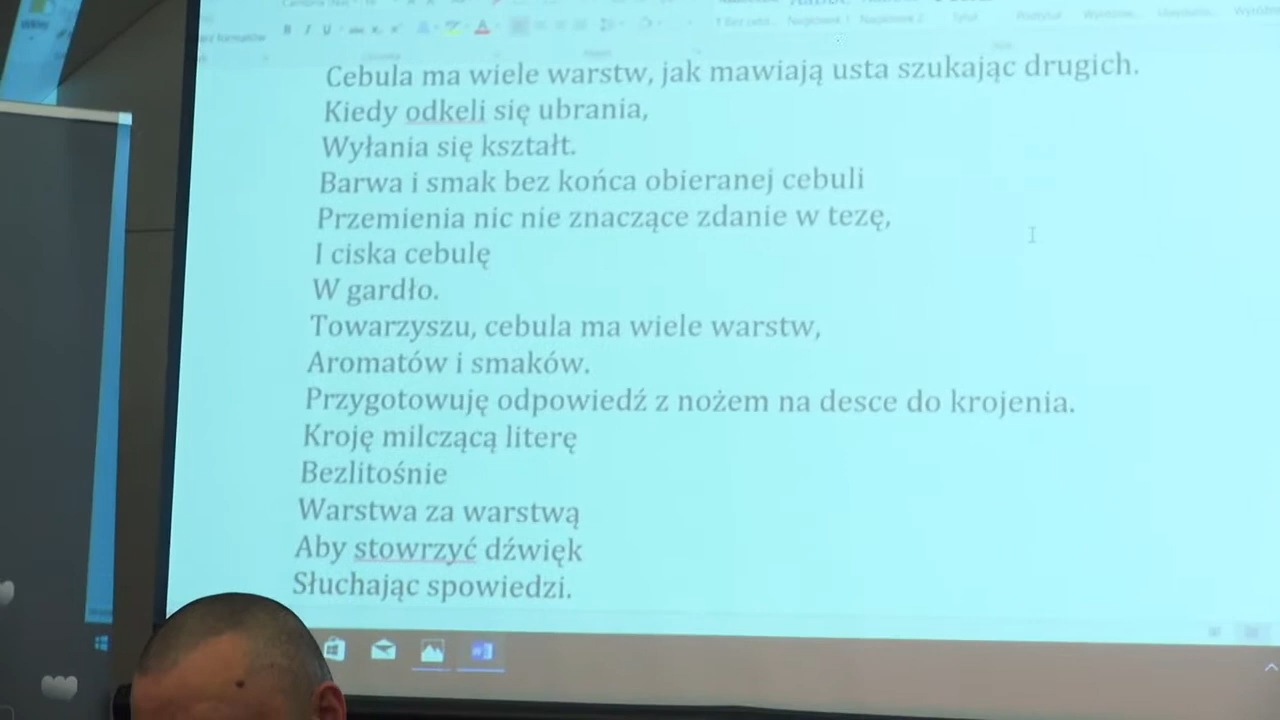 Cebula ma wiele warstw, jak mawiają usta szukając drugich.
Kiedy odkeli się ubrania,
Wyłania się kształt.
Barwa i smak bez końca obieranej cebuli
Przemienia nic nie znaczące zdanie w tezę,
I ciska cebulę
W gardło.
Towarzyszu, cebula ma wiele warstw,
Aromatów i smaków.
Przygotowuję odpowiedź z nożem na desce do krojenia.
Kroję milczącą literę
Bezlitośnie
Warstwa za warstwą
Aby stowrzyć dźwięk
Słuchając spowiedzi.